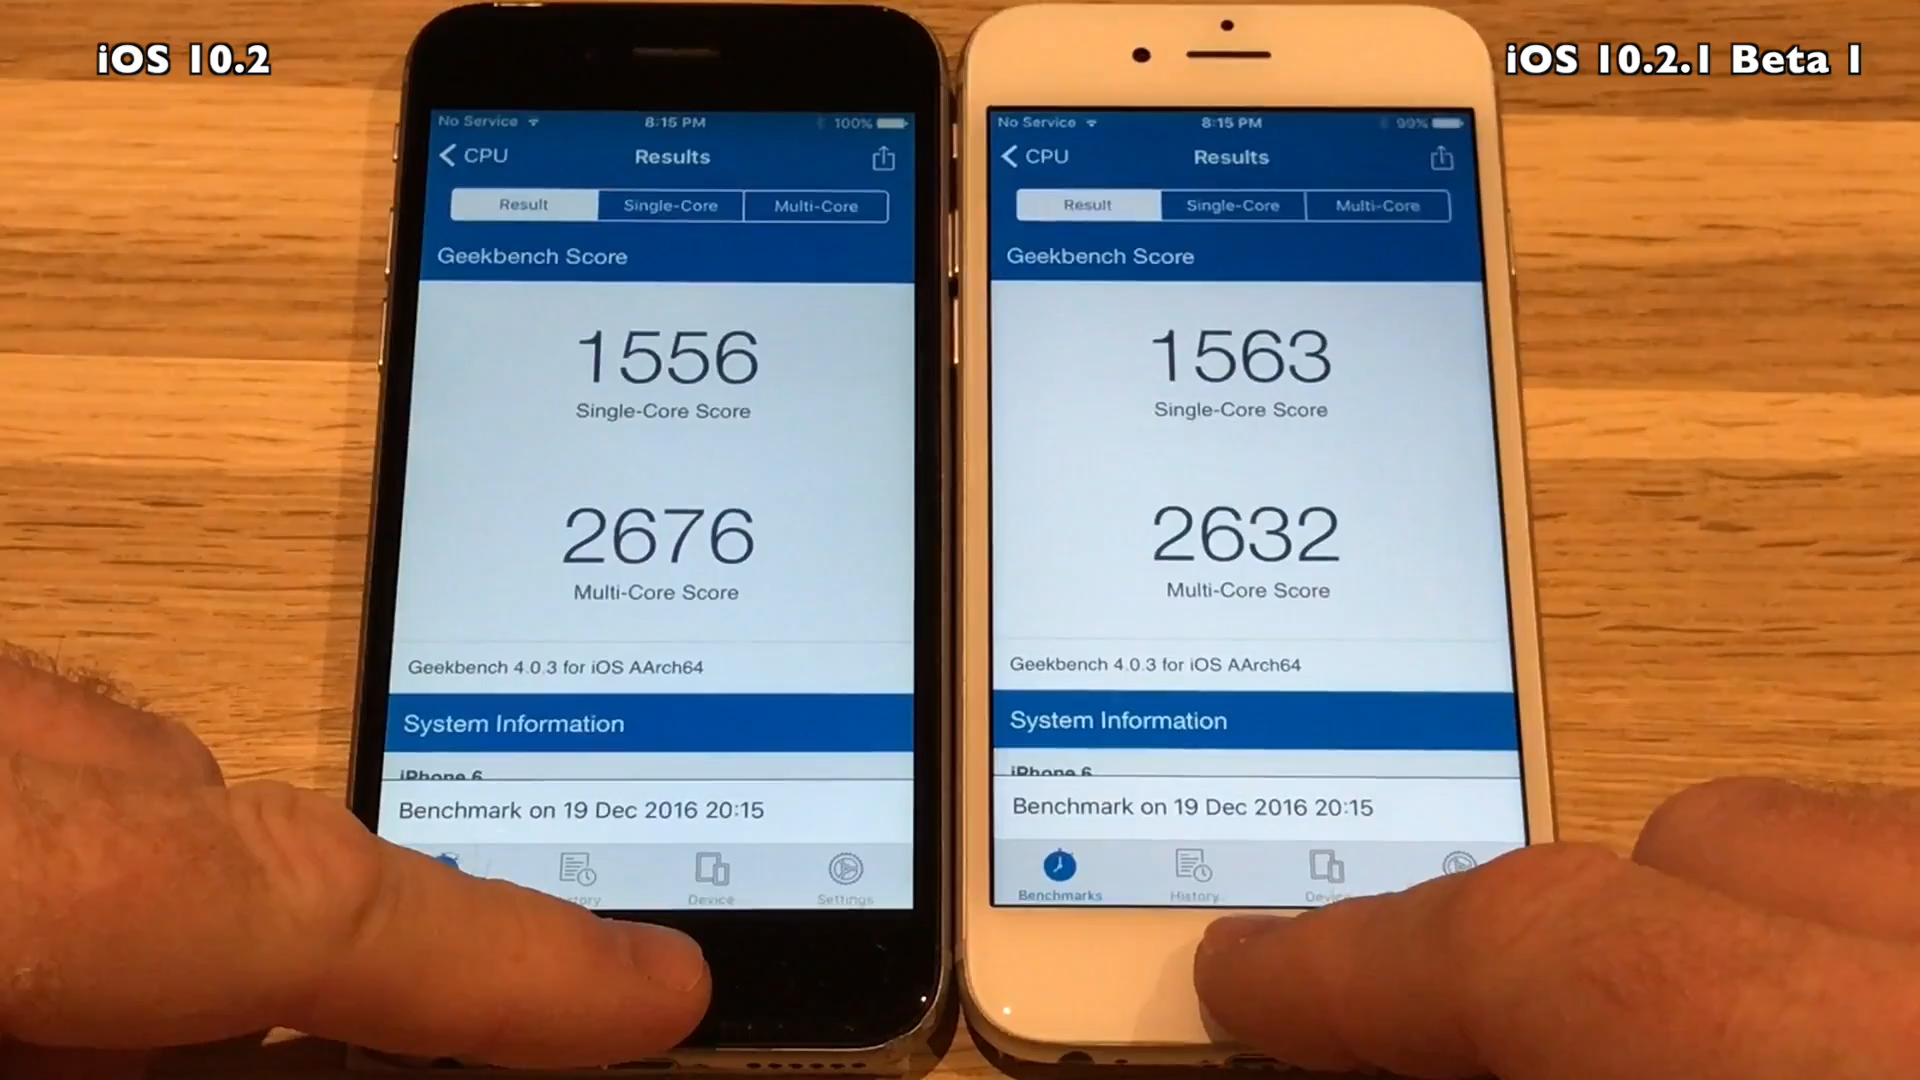 iOS 10.2
iOS 10.2.1 Beta 1
No Service 8:15 PM 100%
CPU Results
Result Single-Core Multi-Core
Geekbench Score
1556
Single-Core Score
2676
Multi-Core Score
Geekbench 4.0.3 for iOS AArch64
System Information
iPhone 6
Benchmark on 19 Dec 2016 20:15
Device Settings
No Service 8:15 PM 99%
CPU Results
Result Single-Core Multi-Core
Geekbench Score
1563
Single-Core Score
2632
Multi-Core Score
Geekbench 4.0.3 for iOS AArch64
System Information
iPhone 6
Benchmark on 19 Dec 2016 20:15
Benchmarks History